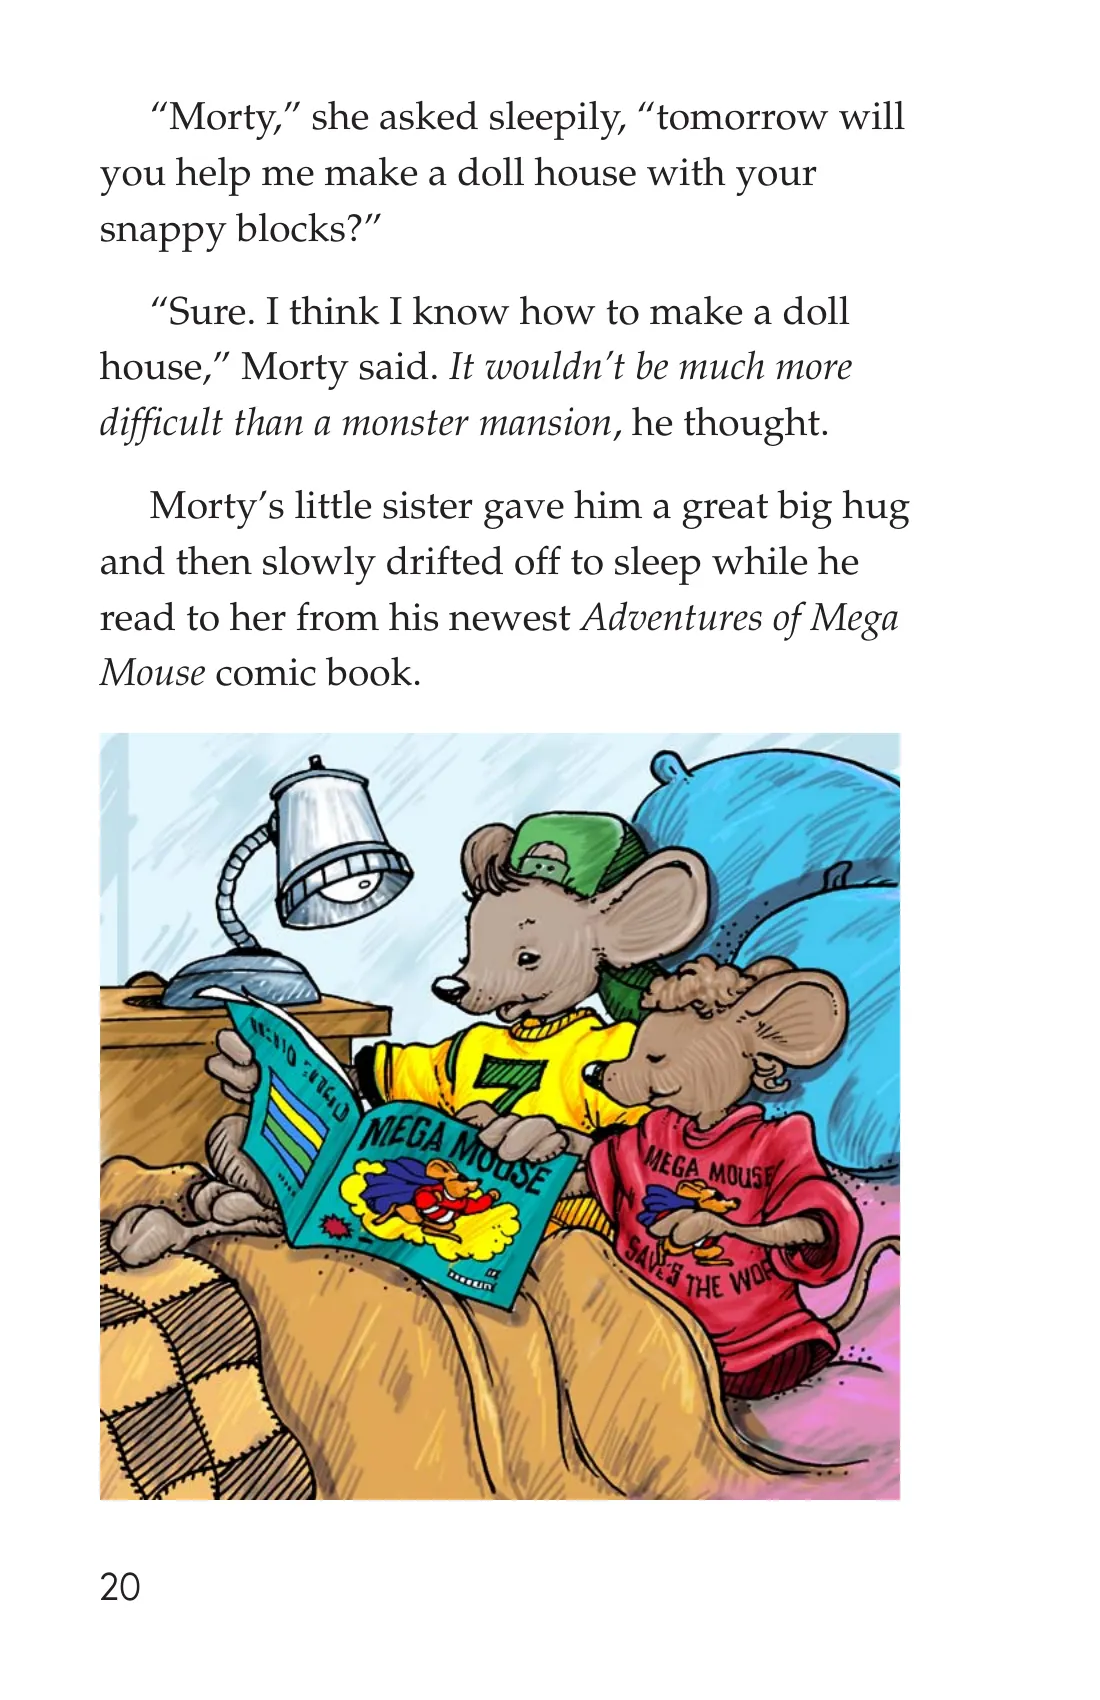 “Morty,” she asked sleepily, “tomorrow will
you help me make a doll house with your
snappy blocks?”
“Sure. I think I know how to make a doll
house,” Morty said. It wouldn’t be much more
difficult than a monster mansion, he thought.
Morty’s little sister gave him a great big hug
and then slowly drifted off to sleep while he
read to her from his newest Adventures of Mega
Mouse comic book.
MEGA MOUSE
7
MEGA MOUSE
SAVES THE WOR
20